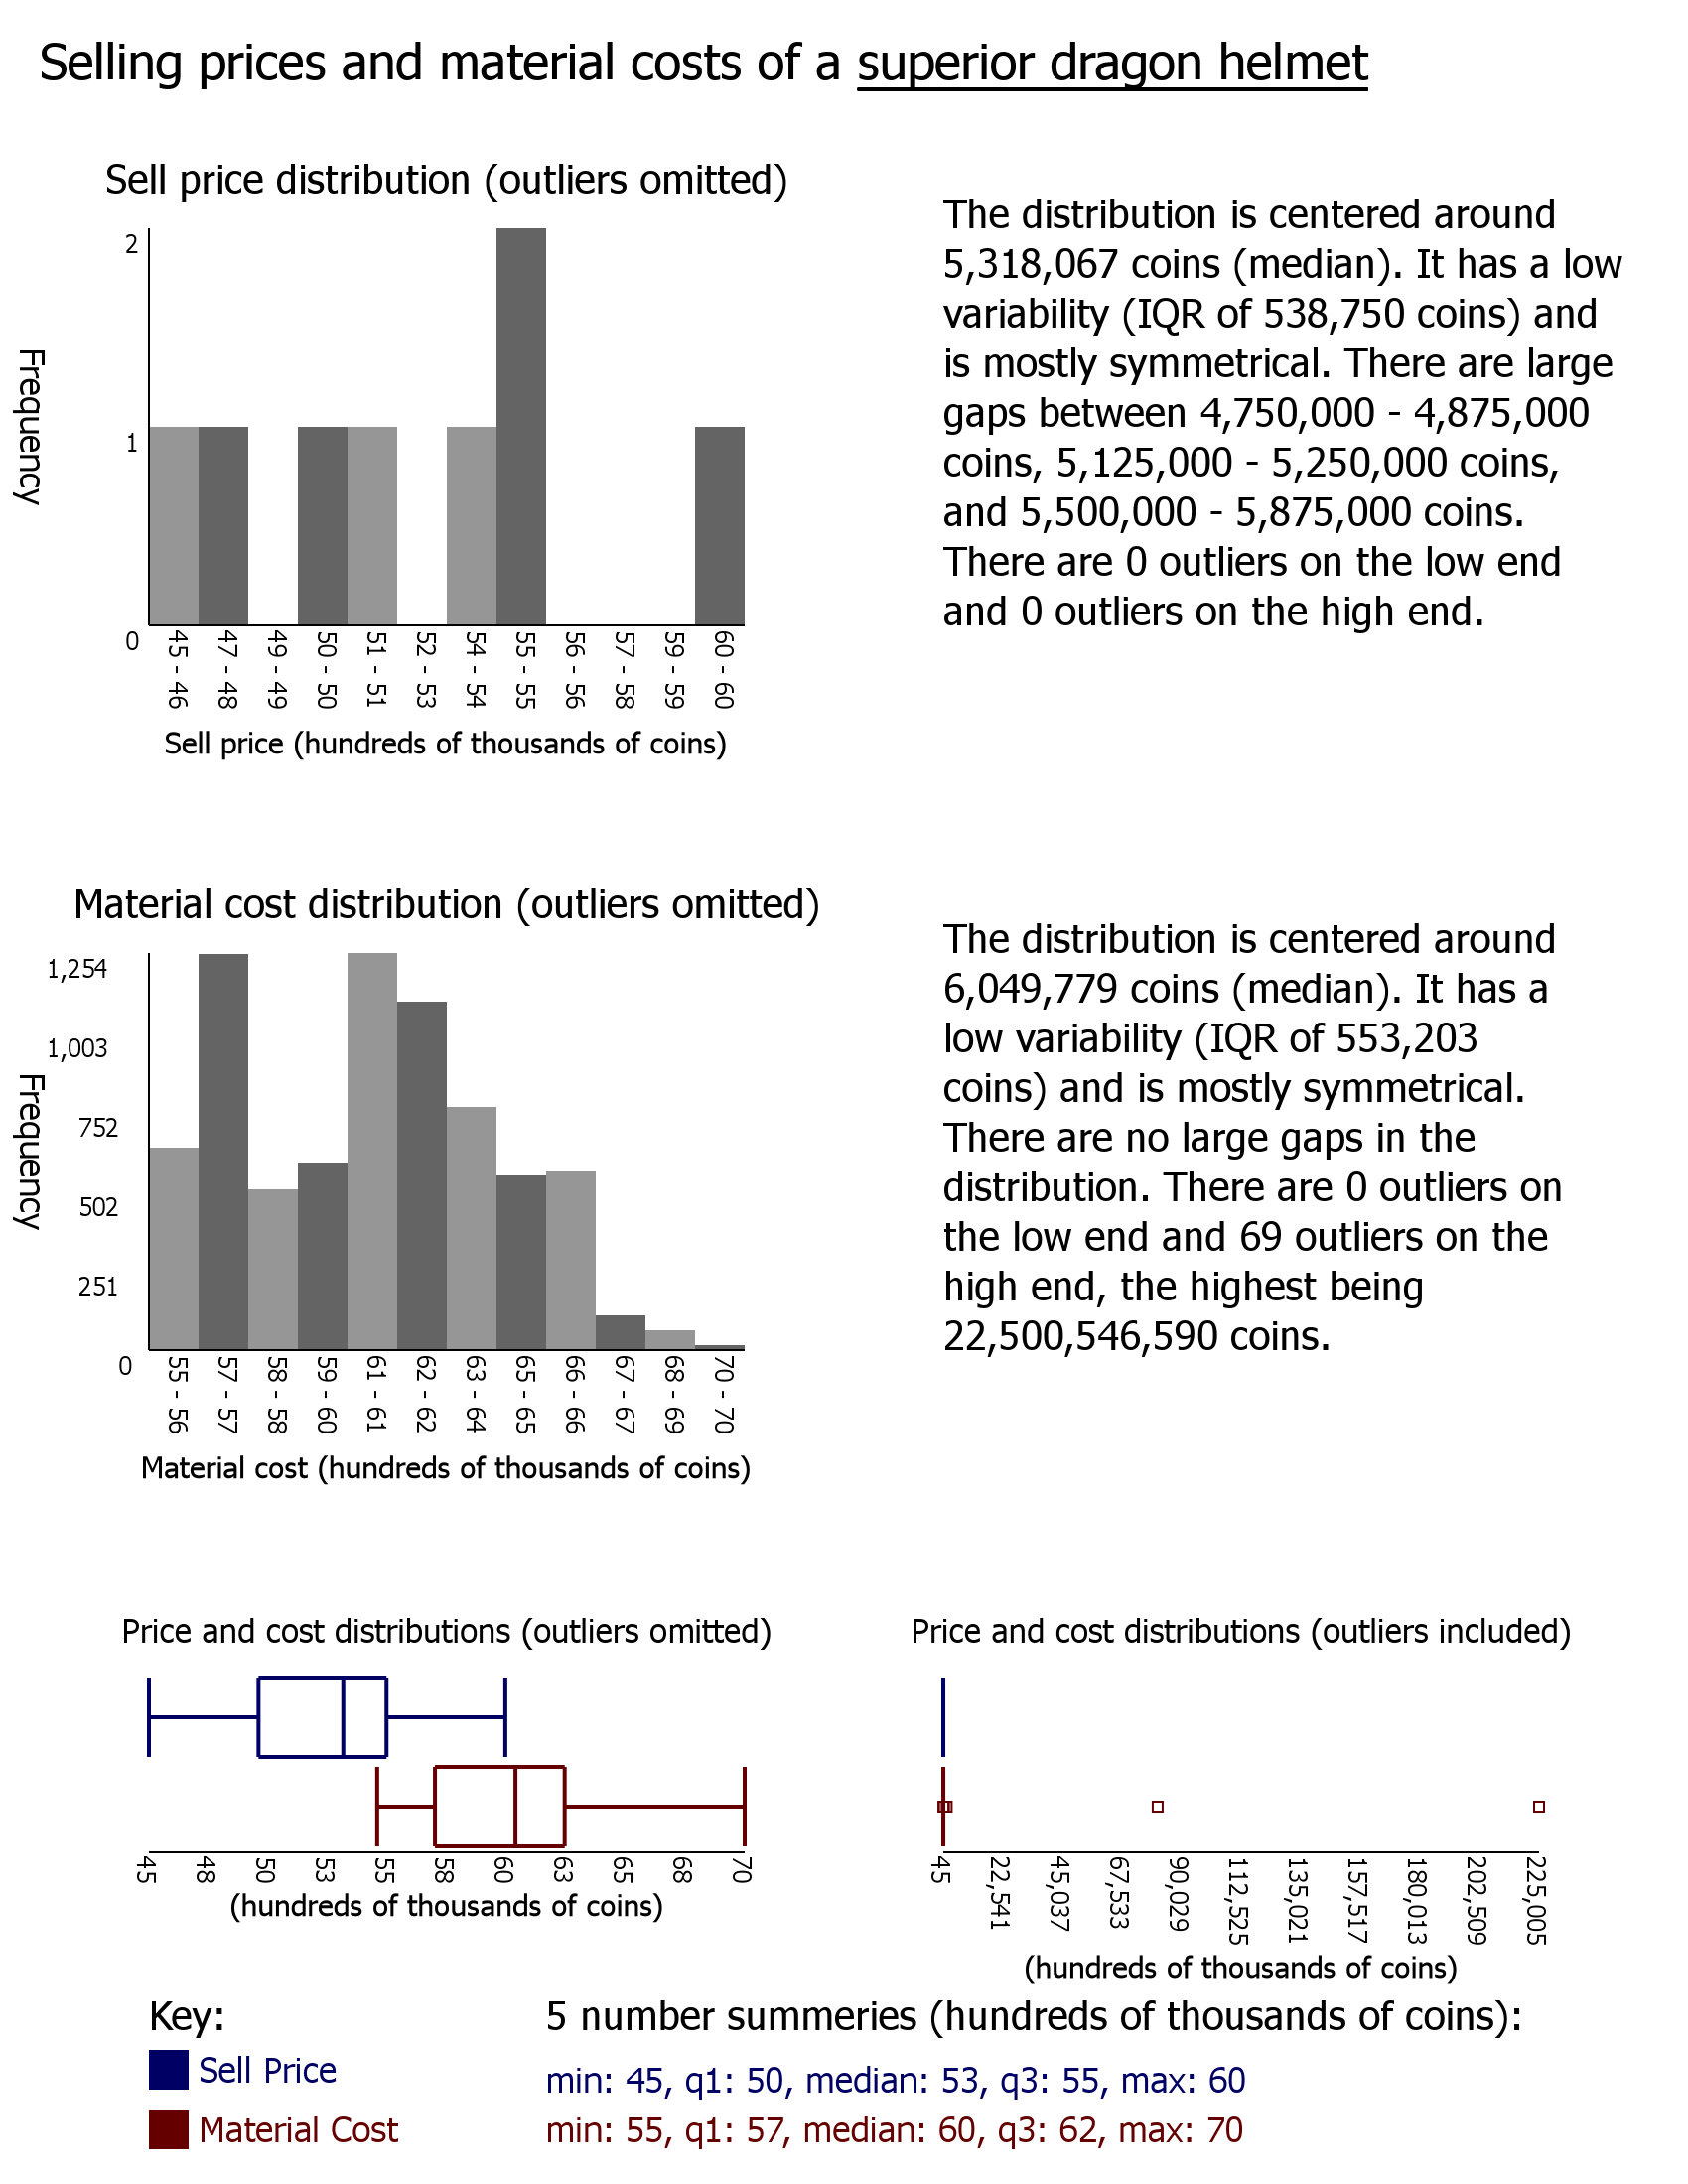 Selling prices and material costs of a superior dragon helmet
Sell price distribution (outliers omitted)
Frequency
2
1
0
45 - 46
47 - 48
49 - 49
50 - 50
51 - 51
52 - 53
54 - 54
55 - 55
56 - 56
57 - 58
59 - 59
60 - 60
Sell price (hundreds of thousands of coins)
The distribution is centered around
5,318,067 coins (median). It has a low
variability (IQR of 538,750 coins) and
is mostly symmetrical. There are large
gaps between 4,750,000 - 4,875,000
coins, 5,125,000 - 5,250,000 coins,
and 5,500,000 - 5,875,000 coins.
There are 0 outliers on the low end
and 0 outliers on the high end.
Material cost distribution (outliers omitted)
Frequency
1,254
1,003
752
502
251
0
55 - 56
57 - 57
58 - 58
59 - 60
61 - 61
62 - 62
63 - 64
65 - 65
66 - 66
67 - 67
68 - 69
70 - 70
Material cost (hundreds of thousands of coins)
The distribution is centered around
6,049,779 coins (median). It has a
low variability (IQR of 553,203
coins) and is mostly symmetrical.
There are no large gaps in the
distribution. There are 0 outliers on
the low end and 69 outliers on the
high end, the highest being
22,500,546,590 coins.
Price and cost distributions (outliers omitted)
45
48
50
53
55
58
60
63
65
68
70
(hundreds of thousands of coins)
Price and cost distributions (outliers included)
45
22,541
45,037
67,533
90,029
112,525
135,021
157,517
180,013
202,509
225,005
(hundreds of thousands of coins)
Key:
Sell Price
Material Cost
5 number summeries (hundreds of thousands of coins):
min: 45, q1: 50, median: 53, q3: 55, max: 60
min: 55, q1: 57, median: 60, q3: 62, max: 70